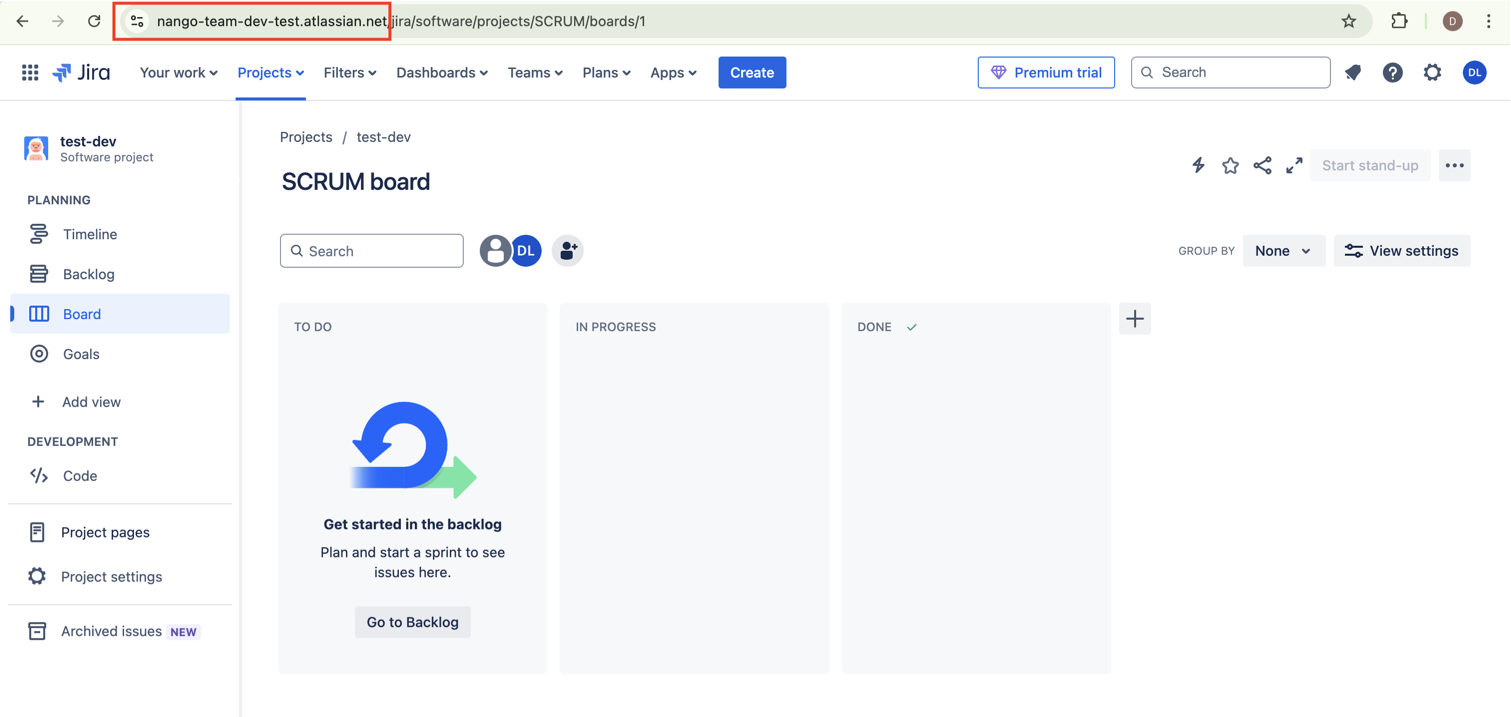 nango-team-dev-test.atlassian.net/jira/software/projects/SCRUM/boards/1
D
Jira
Your work
Projects
Filters
Dashboards
Teams
Plans
Apps
Create
Premium trial
Search
?
DL
test-dev
Software project
PLANNING
Timeline
Backlog
Board
Goals
Add view
DEVELOPMENT
Code
Project pages
Project settings
Archived issues NEW
Projects / test-dev
SCRUM board
Start stand-up
Search
DL
GROUP BY
None
View settings
TO DO
IN PROGRESS
DONE
Get started in the backlog
Plan and start a sprint to see
issues here.
Go to Backlog